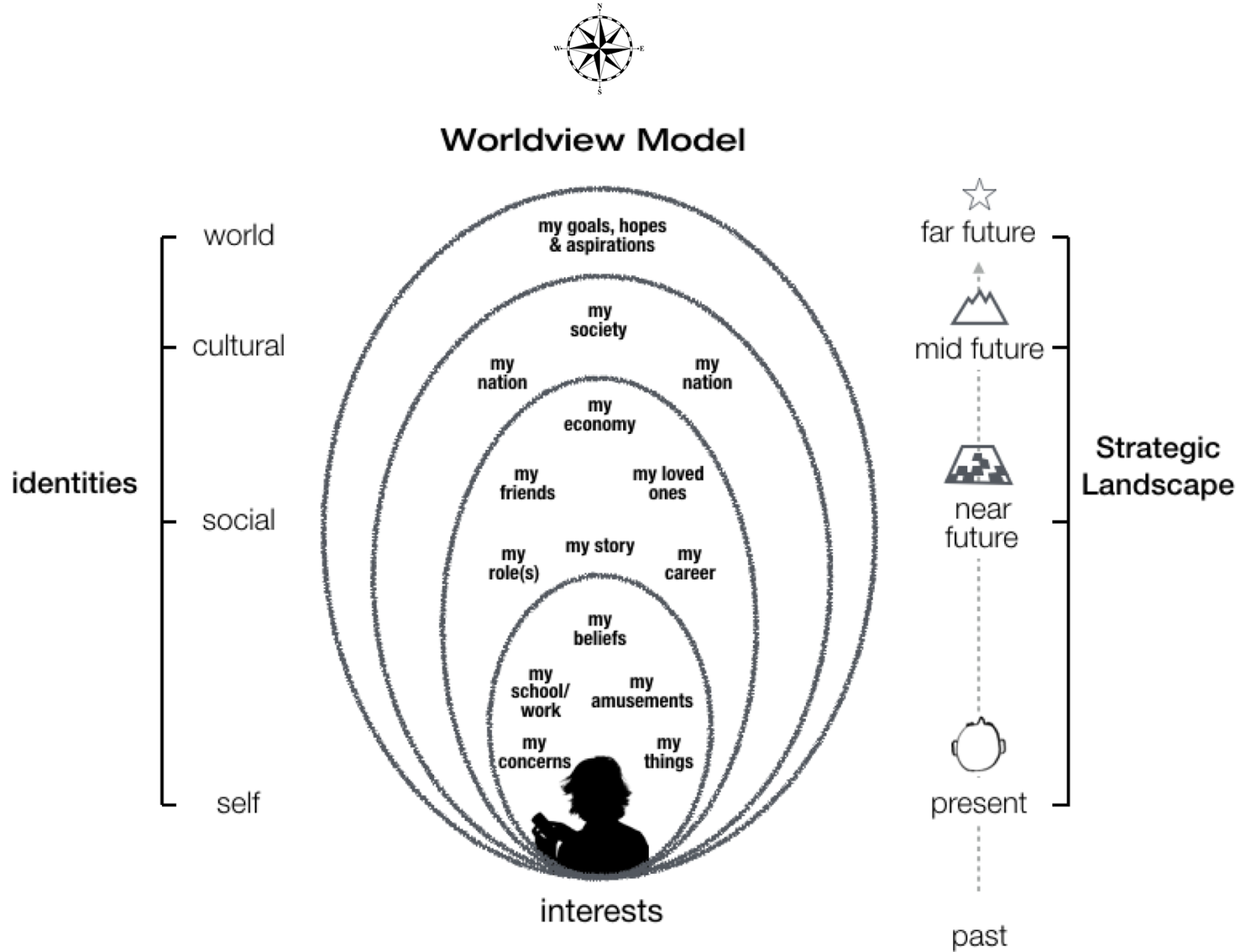 N
W
E
S
Worldview Model
world
my goals, hopes
& aspirations
far future
cultural
my
society
my
nation
my
nation
mid future
my
economy
identities
my
friends
my loved
ones
Strategic
Landscape
social
near
future
my story
my
role(s)
my
career
my
beliefs
my
school/
work
my
amusements
my
concerns
my
things
self
present
interests
past